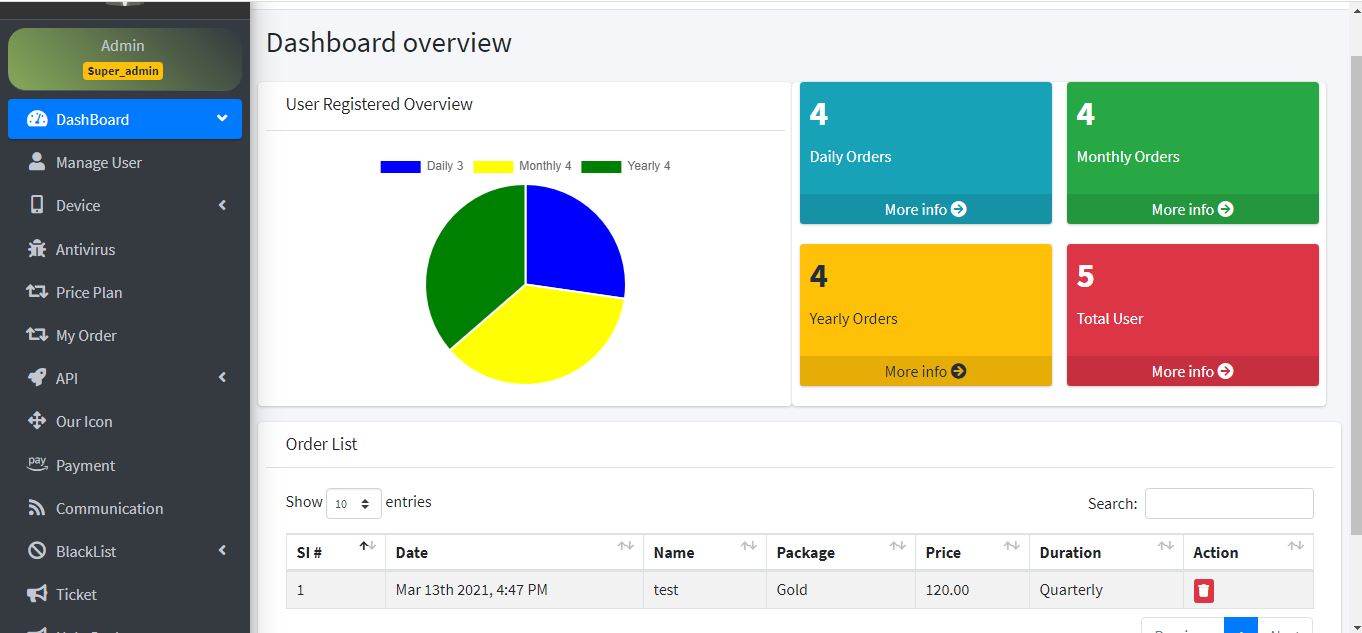 Admin
Super_admin
DashBoard
Manage User
Device
Antivirus
Price Plan
My Order
API
Our Icon
pay
Payment
Communication
BlackList
Ticket
Dashboard overview
User Registered Overview
Daily 3 Monthly 4 Yearly 4
4
Daily Orders
More info
4
Monthly Orders
More info
4
Yearly Orders
More info
5
Total User
More info
Order List
Show 10 entries
Search:
Sl # Date Name Package Price Duration Action
1 Mar 13th 2021, 4:47 PM test Gold 120.00 Quarterly